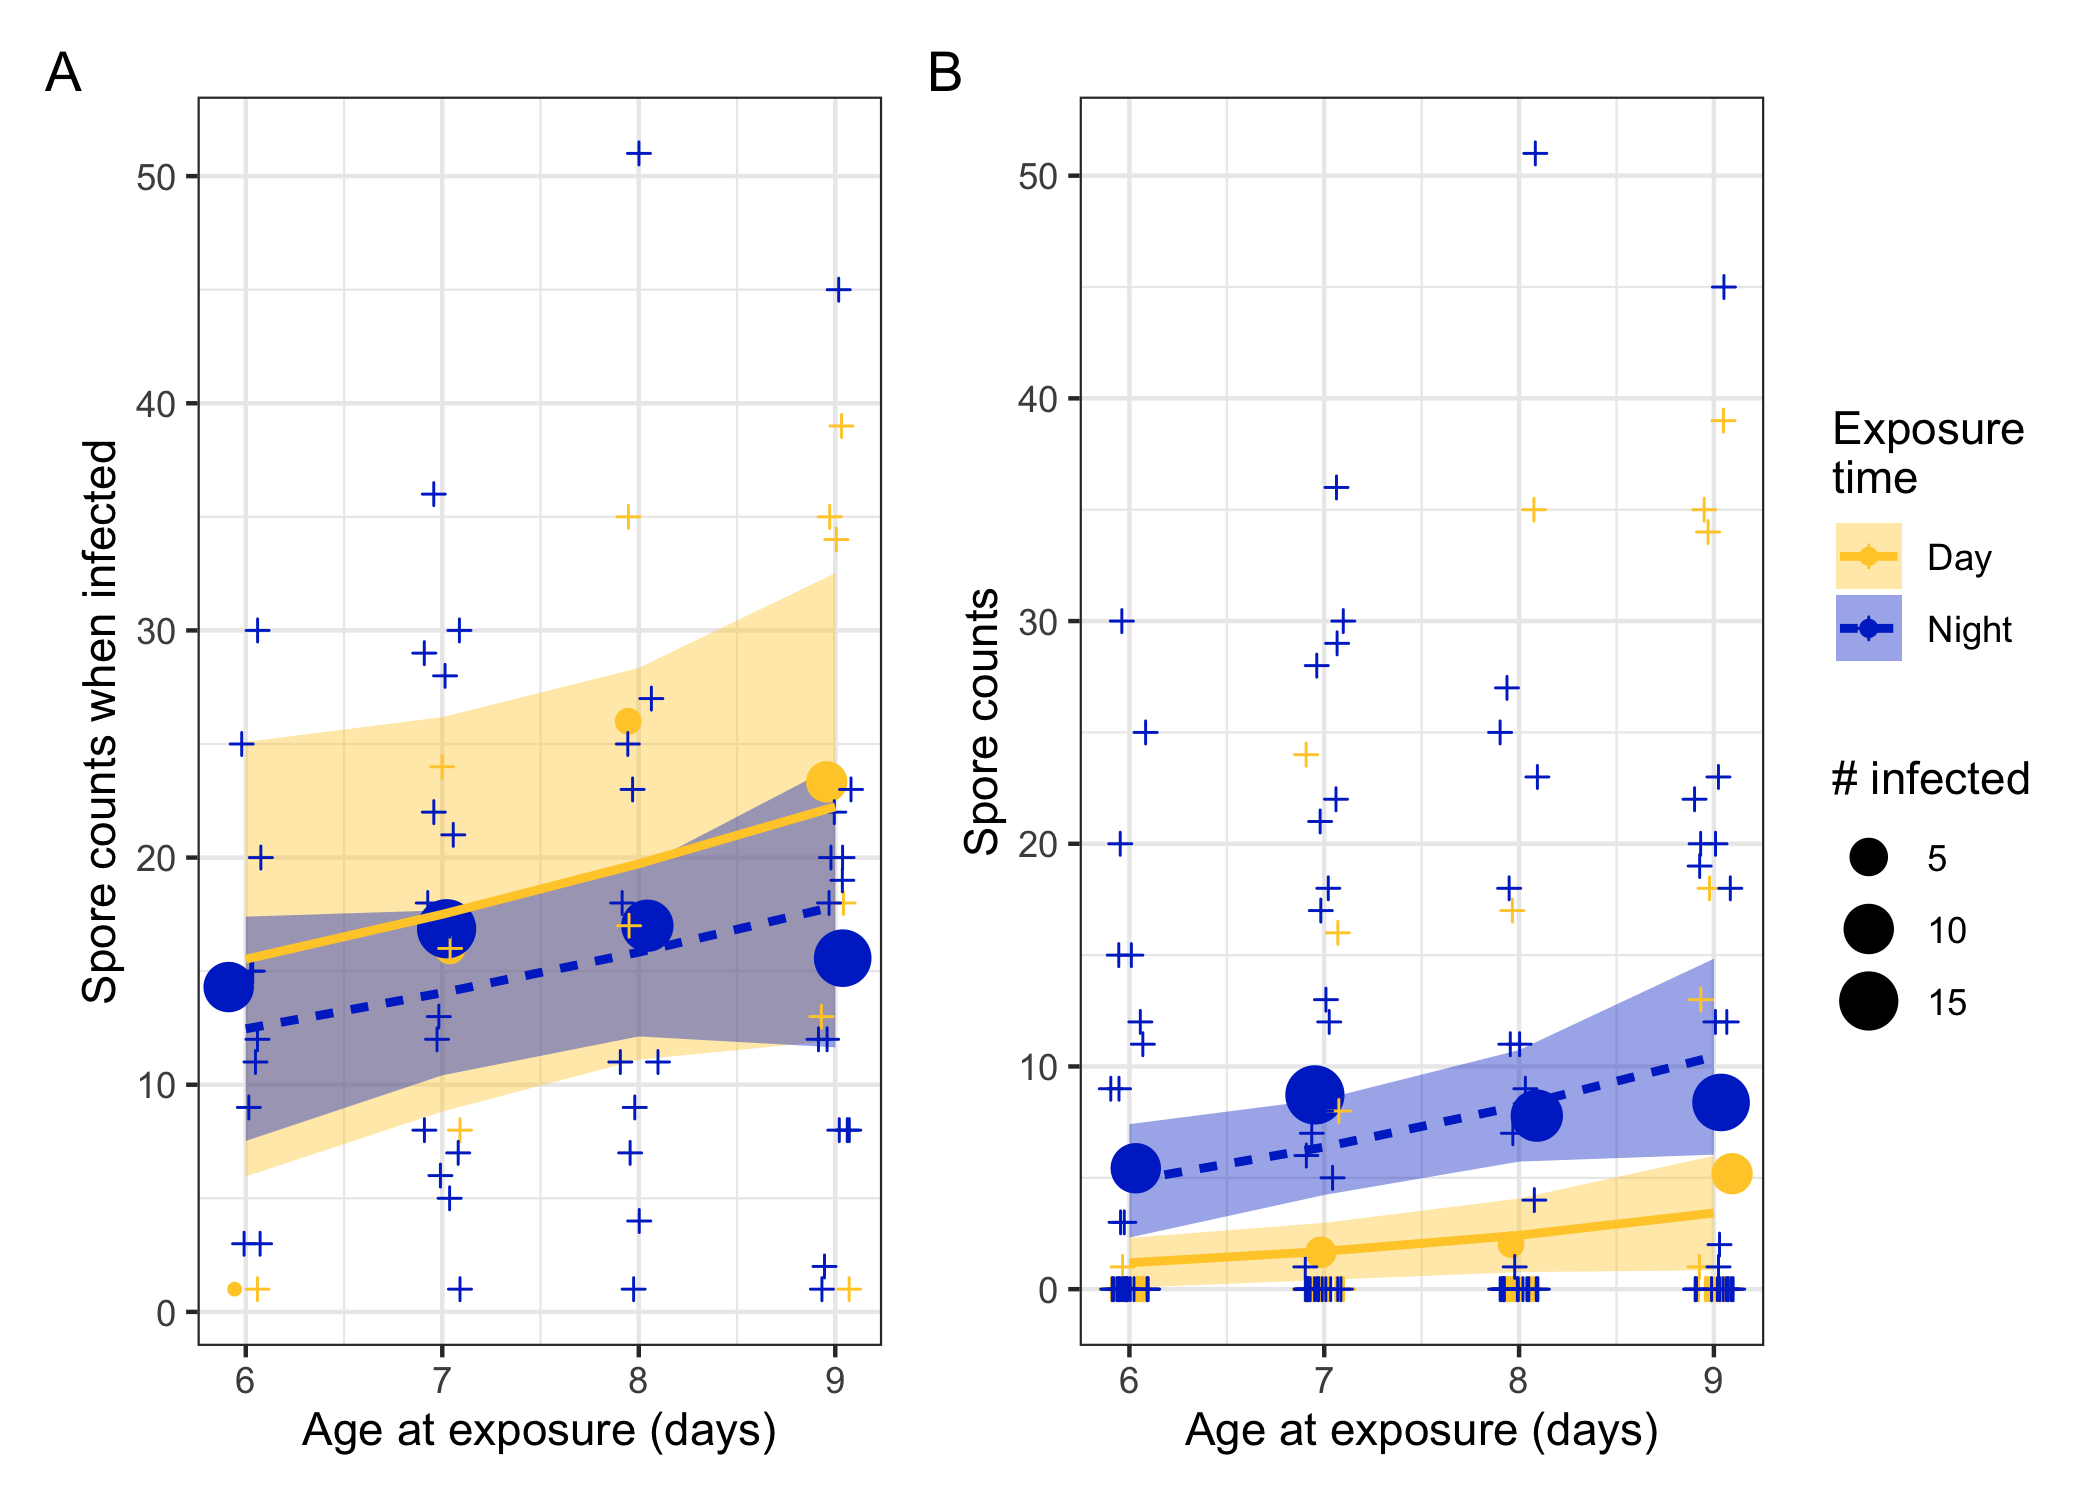 A
B
50
40
30
20
10
0
Spore counts when infected
6 7 8 9
Age at exposure (days)
50
40
30
20
10
0
Spore counts
6 7 8 9
Age at exposure (days)
Exposure
time
Day
Night
# infected
5
10
15